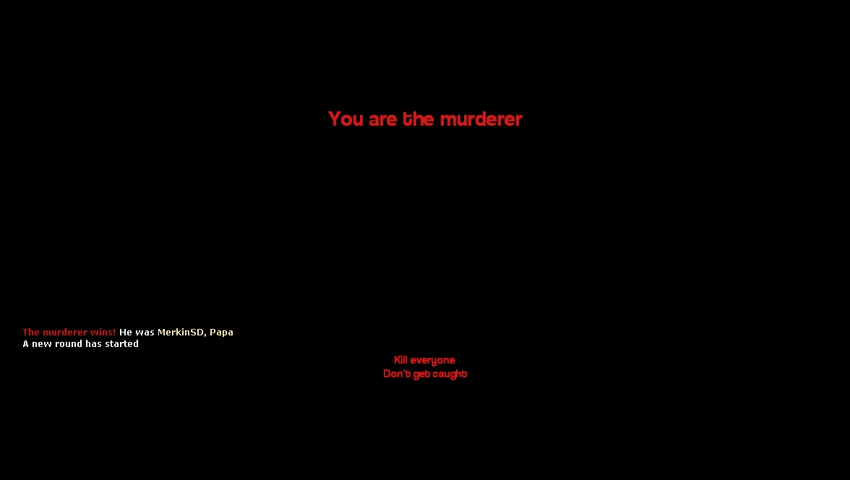 You are the murderer
The murderer wins! He was MerkinSD, Papa
A new round has started
Kill everyone
Don't get caught